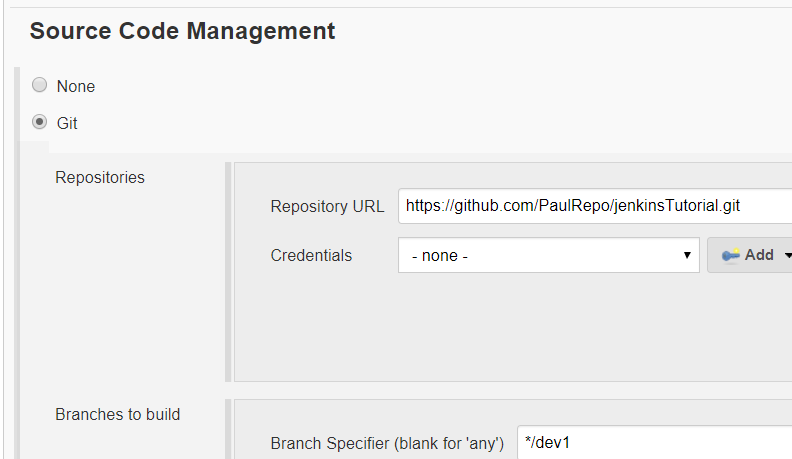 Source Code Management
None
Git
Repositories
Repository URL https://github.com/PaulRepo/jenkinsTutorial.git
Credentials - none - Add
Branches to build
Branch Specifier (blank for 'any') */dev1